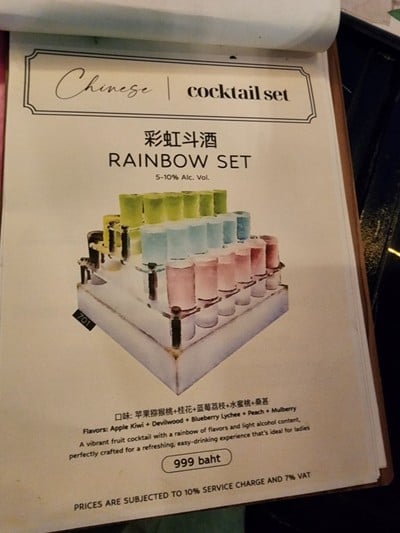 Chinese | cocktail set
彩虹斗酒
RAINBOW SET
5-10% Alc. Vol.
701
口味: 苹果猕猴桃+桂花+蓝莓荔枝+水蜜桃+桑葚
Flavors: Apple Kiwi + Devilwood + Blueberry Lychee + Peach + Mulberry
A vibrant fruit cocktail with a rainbow of flavors and light alcohol content,
perfectly crafted for a refreshing, easy-drinking experience that's ideal for ladies
999 baht
PRICES ARE SUBJECTED TO 10% SERVICE CHARGE AND 7% VAT